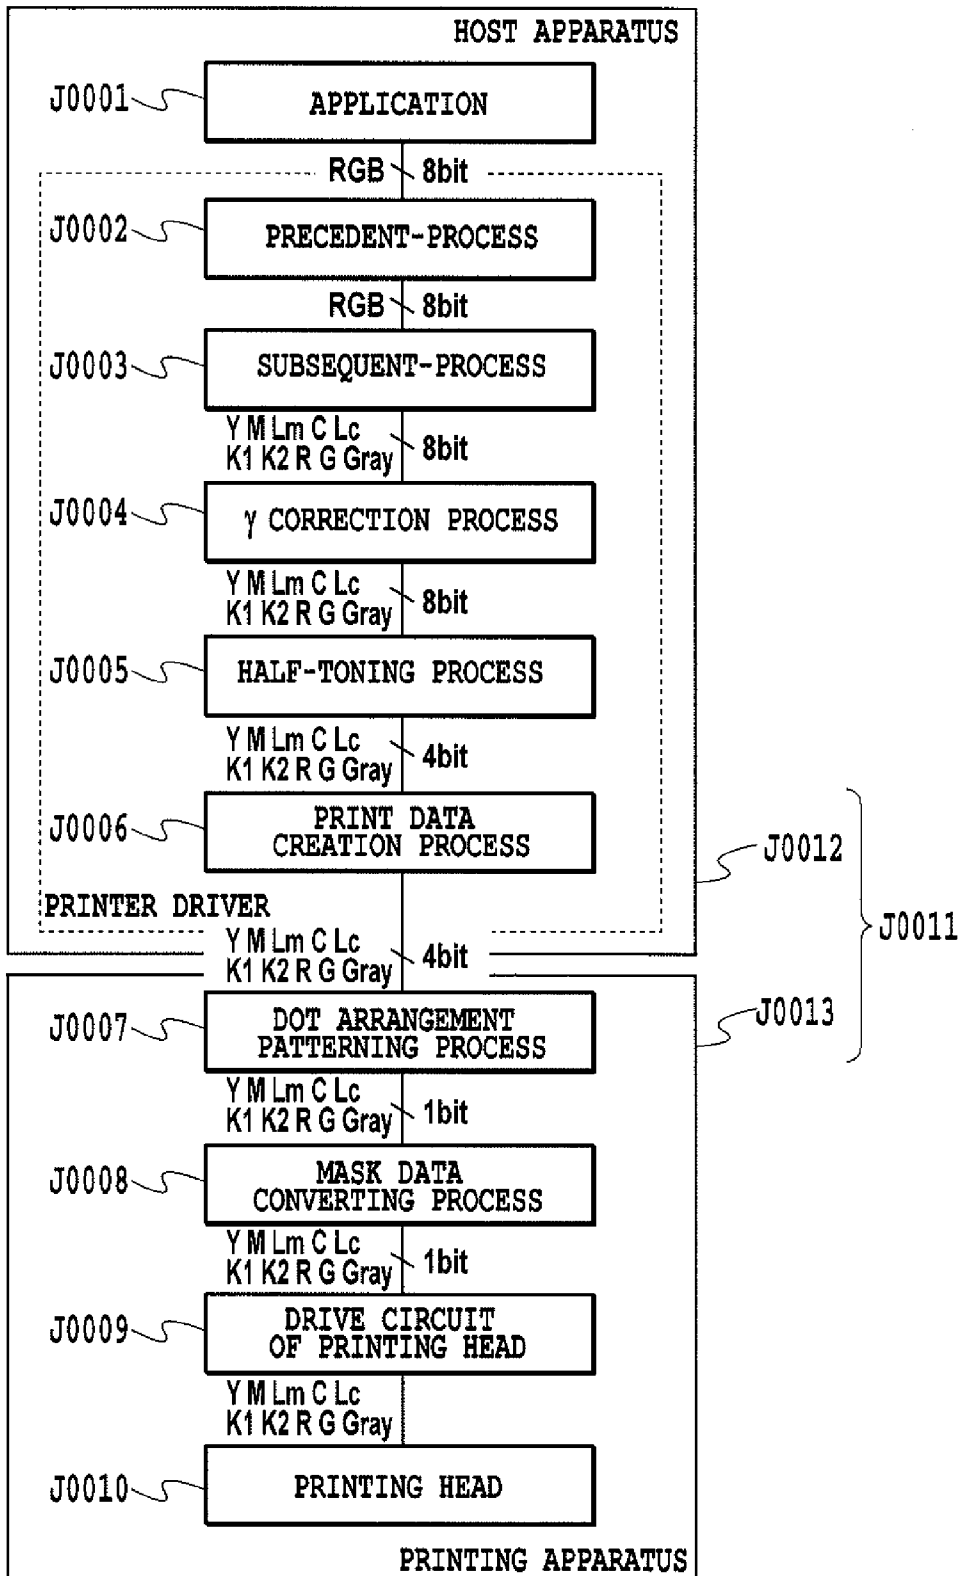 HOST APPARATUS
J0001
APPLICATION
RGB 8bit
J0002
PRECEDENT-PROCESS
RGB 8bit
J0003
SUBSEQUENT-PROCESS
Y M Lm C Lc
K1 K2 R G Gray
8bit
J0004
γ CORRECTION PROCESS
Y M Lm C Lc
K1 K2 R G Gray
8bit
J0005
HALF-TONING PROCESS
Y M Lm C Lc
K1 K2 R G Gray
4bit
J0006
PRINT DATA
CREATION PROCESS
J0012
PRINTER DRIVER
J0011
Y M Lm C Lc
K1 K2 R G Gray
4bit
J0013
J0007
DOT ARRANGEMENT
PATTERNING PROCESS
Y M Lm C Lc
K1 K2 R G Gray
1bit
J0008
MASK DATA
CONVERTING PROCESS
Y M Lm C Lc
K1 K2 R G Gray
1bit
J0009
DRIVE CIRCUIT
OF PRINTING HEAD
Y M Lm C Lc
K1 K2 R G Gray
J0010
PRINTING HEAD
PRINTING APPARATUS